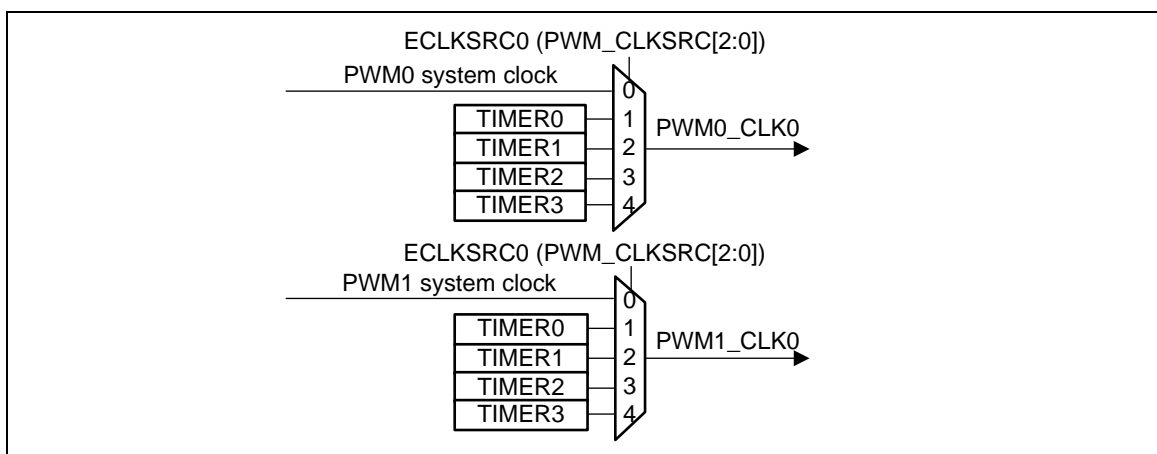 ECLKSRC0 (PWM_CLKSRC[2:0])
PWM0 system clock
0
TIMER0
1
PWM0_CLK0
TIMER1
2
TIMER2
3
TIMER3
4
ECLKSRC0 (PWM_CLKSRC[2:0])
PWM1 system clock
0
TIMER0
1
PWM1_CLK0
TIMER1
2
TIMER2
3
TIMER3
4